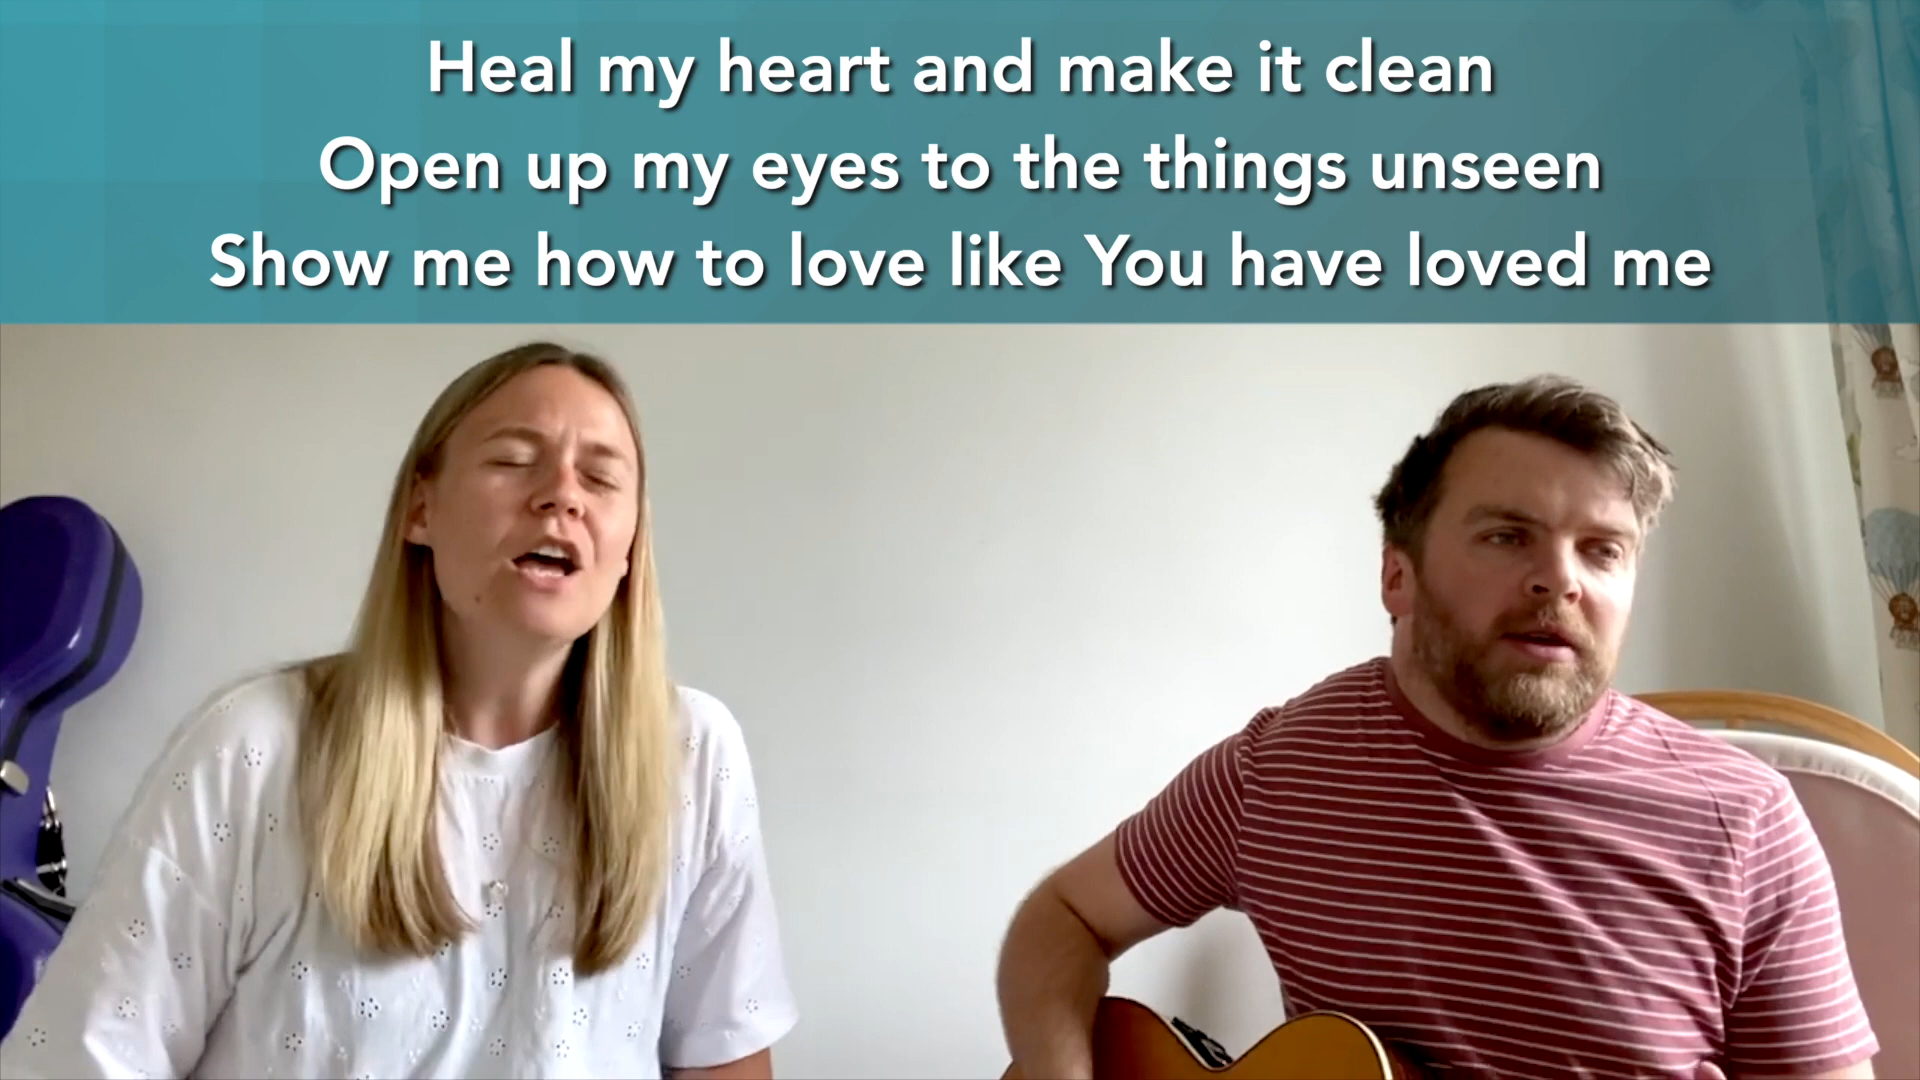 Heal my heart and make it clean
Open up my eyes to the things unseen
Show me how to love like You have loved me